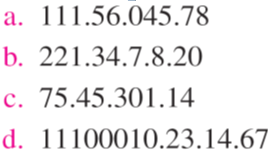 a. 111.56.045.78
b. 221.34.7.8.20
c. 75.45.301.14
d. 11100010.23.14.67